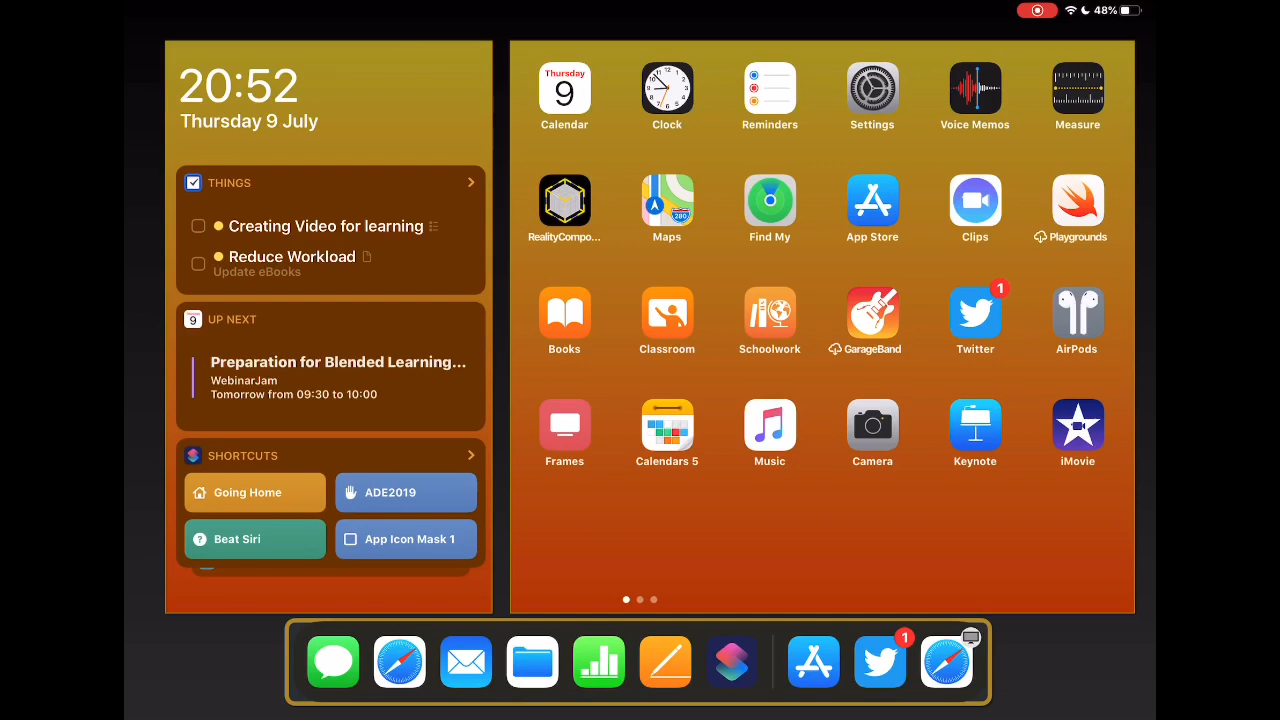 48%
20:52
Thursday 9 July
THINGS
Creating Video for learning
Reduce Workload
Update eBooks
9
UP NEXT
Preparation for Blended Learning...
WebinarJam
Tomorrow from 09:30 to 10:00
SHORTCUTS
Going Home
ADE2019
Beat Siri
App Icon Mask 1
Thursday
9
Calendar
Clock
Reminders
Settings
Voice Memos
Measure
RealityCompo...
280
Maps
Find My
App Store
Clips
Playgrounds
Books
Classroom
Schoolwork
GarageBand
1
Twitter
AirPods
Frames
Calendars 5
Music
Camera
Keynote
iMovie
1